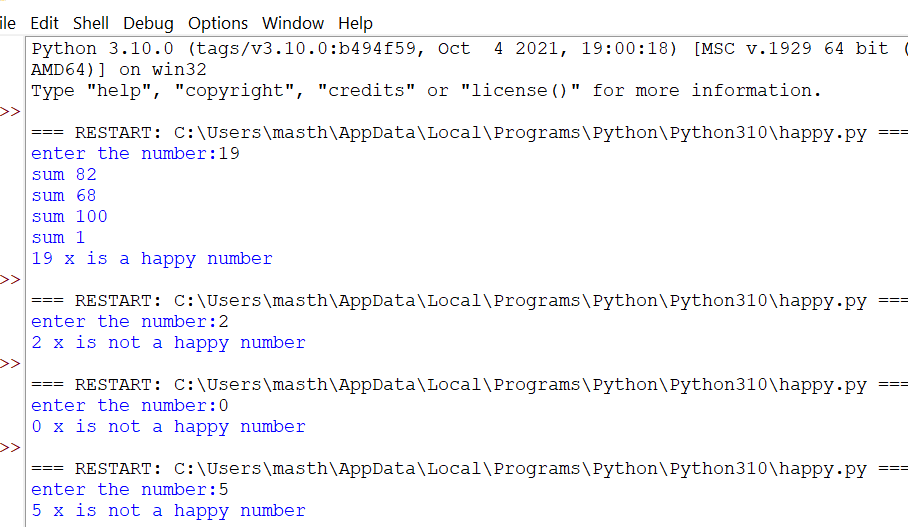 ile Edit Shell Debug Options Window Help
Python 3.10.0 (tags/v3.10.0:b494f59, Oct  4 2021, 19:00:18) [MSC v.1929 64 bit (
AMD64)] on win32
Type "help", "copyright", "credits" or "license()" for more information.
>>
=== RESTART: C:\Users\masth\AppData\Local\Programs\Python\Python310\happy.py ===
enter the number:19
sum 82
sum 68
sum 100
sum 1
19 x is a happy number
>>
=== RESTART: C:\Users\masth\AppData\Local\Programs\Python\Python310\happy.py ===
enter the number:2
2 x is not a happy number
>>
=== RESTART: C:\Users\masth\AppData\Local\Programs\Python\Python310\happy.py ===
enter the number:0
0 x is not a happy number
>>
=== RESTART: C:\Users\masth\AppData\Local\Programs\Python\Python310\happy.py ===
enter the number:5
5 x is not a happy number